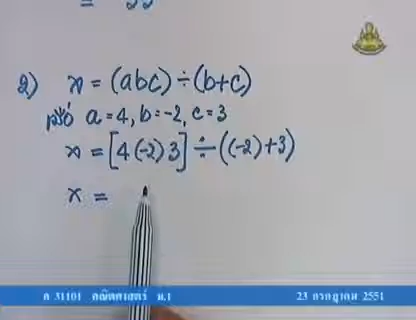 2) x = (abc) ÷ (b+c)
เมื่อ a = 4, b = -2, c = 3
x = [4(-2)3] ÷ ((-2)+3)
x =
ค 31101 คณิตศาสตร์ ม.1 23 กรกฎาคม 2551